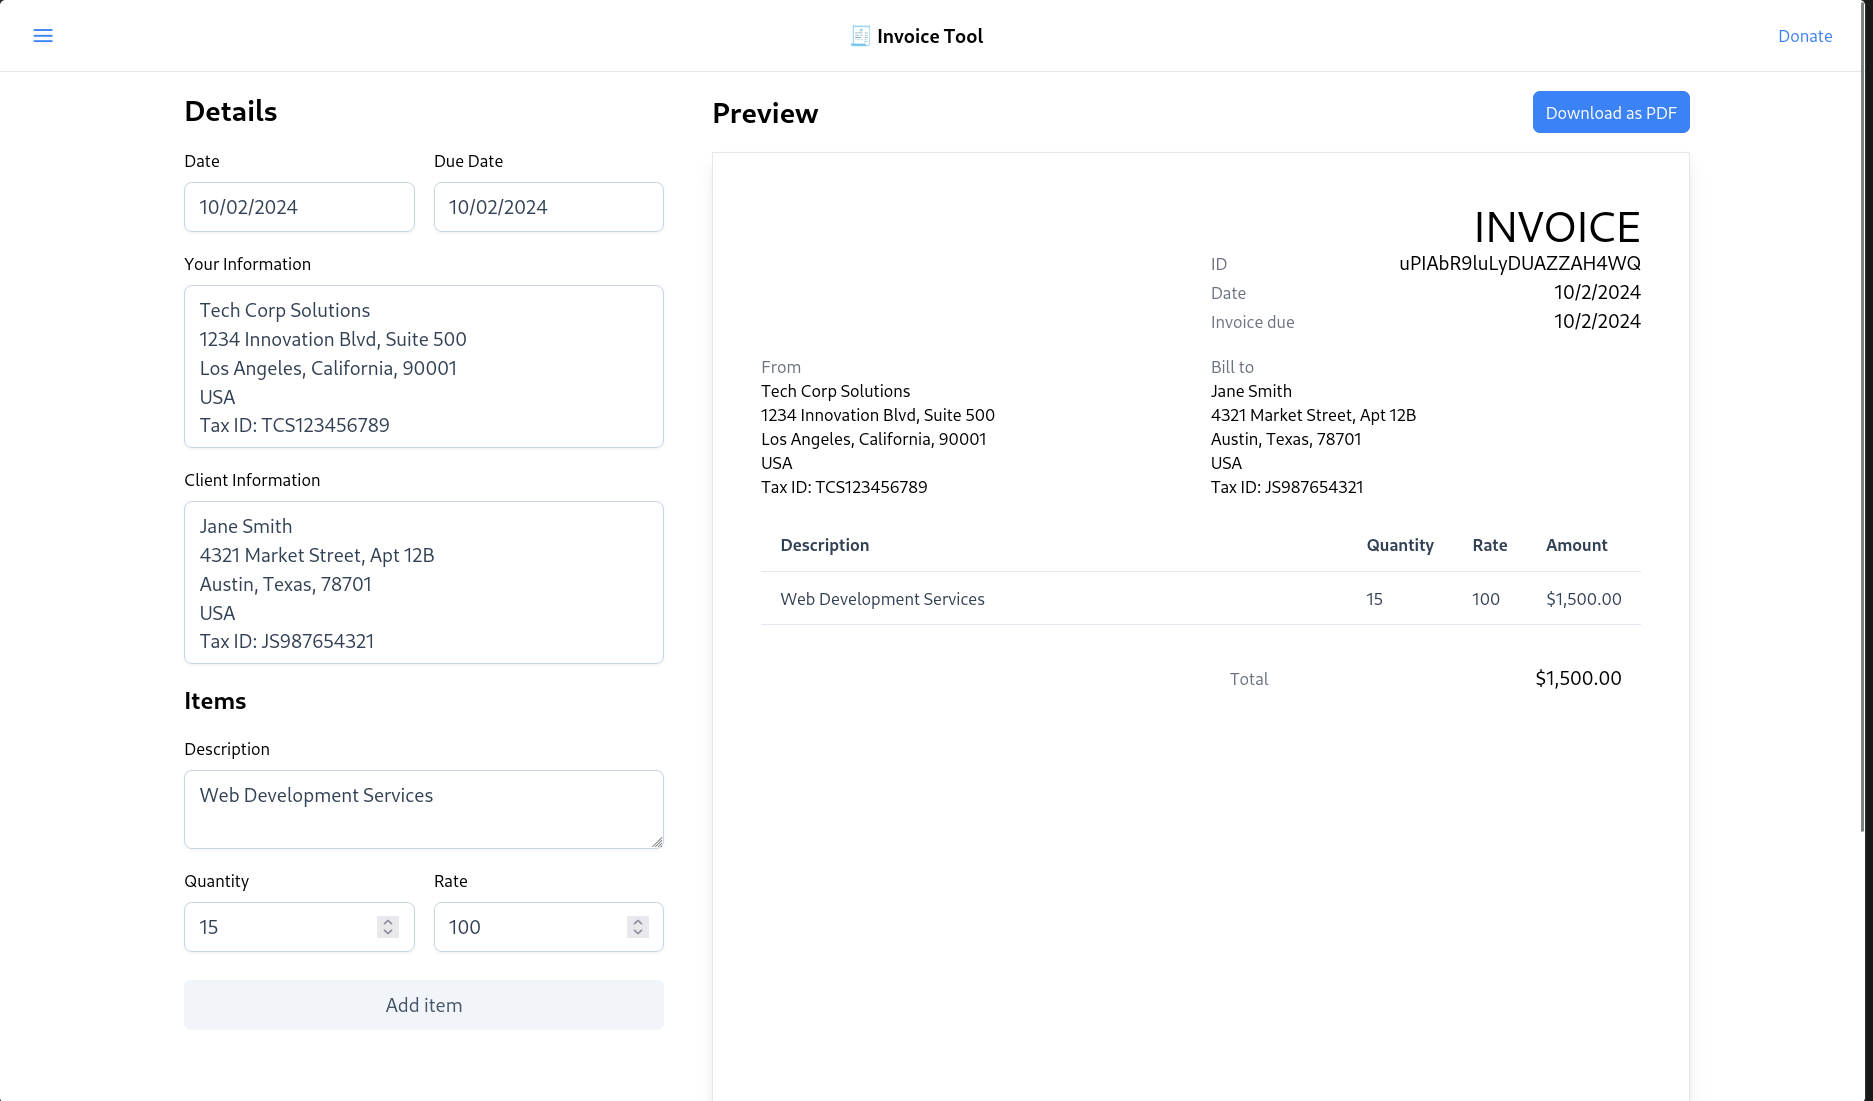 Invoice Tool
Donate
Details
Date
Due Date
10/02/2024
10/02/2024
Your Information
Tech Corp Solutions
1234 Innovation Blvd, Suite 500
Los Angeles, California, 90001
USA
Tax ID: TCS123456789
Client Information
Jane Smith
4321 Market Street, Apt 12B
Austin, Texas, 78701
USA
Tax ID: JS987654321
Items
Description
Web Development Services
Quantity
Rate
15
100
Add item
Preview
Download as PDF
INVOICE
ID uPIAbR9luLyDUAZZAH4WQ
Date 10/2/2024
Invoice due 10/2/2024
From
Tech Corp Solutions
1234 Innovation Blvd, Suite 500
Los Angeles, California, 90001
USA
Tax ID: TCS123456789
Bill to
Jane Smith
4321 Market Street, Apt 12B
Austin, Texas, 78701
USA
Tax ID: JS987654321
Description Quantity Rate Amount
Web Development Services 15 100 $1,500.00
Total $1,500.00